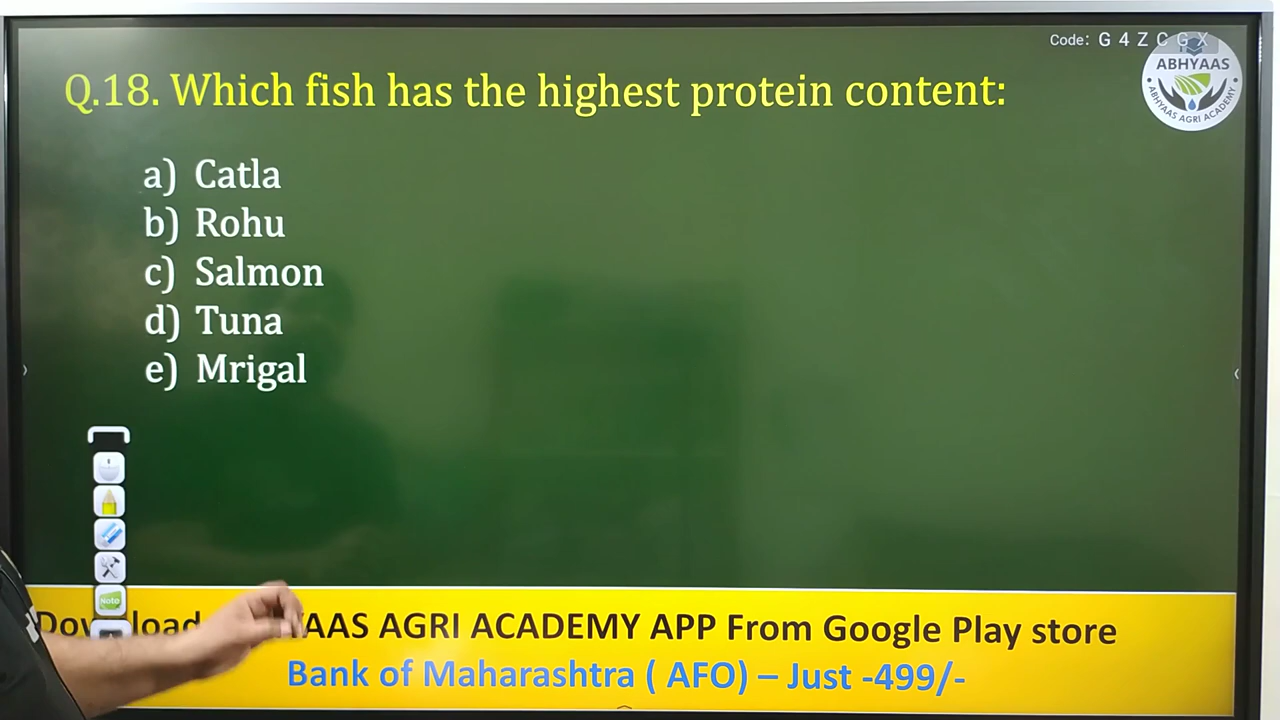 Code: G 4 Z C G X
ABHYAAS
ABHYAAS AGRI ACADEMY
Q.18. Which fish has the highest protein content:
a) Catla
b) Rohu
c) Salmon
d) Tuna
e) Mrigal
Note
AAS AGRI ACADEMY APP From Google Play store
Bank of Maharashtra ( AFO) – Just -499/-